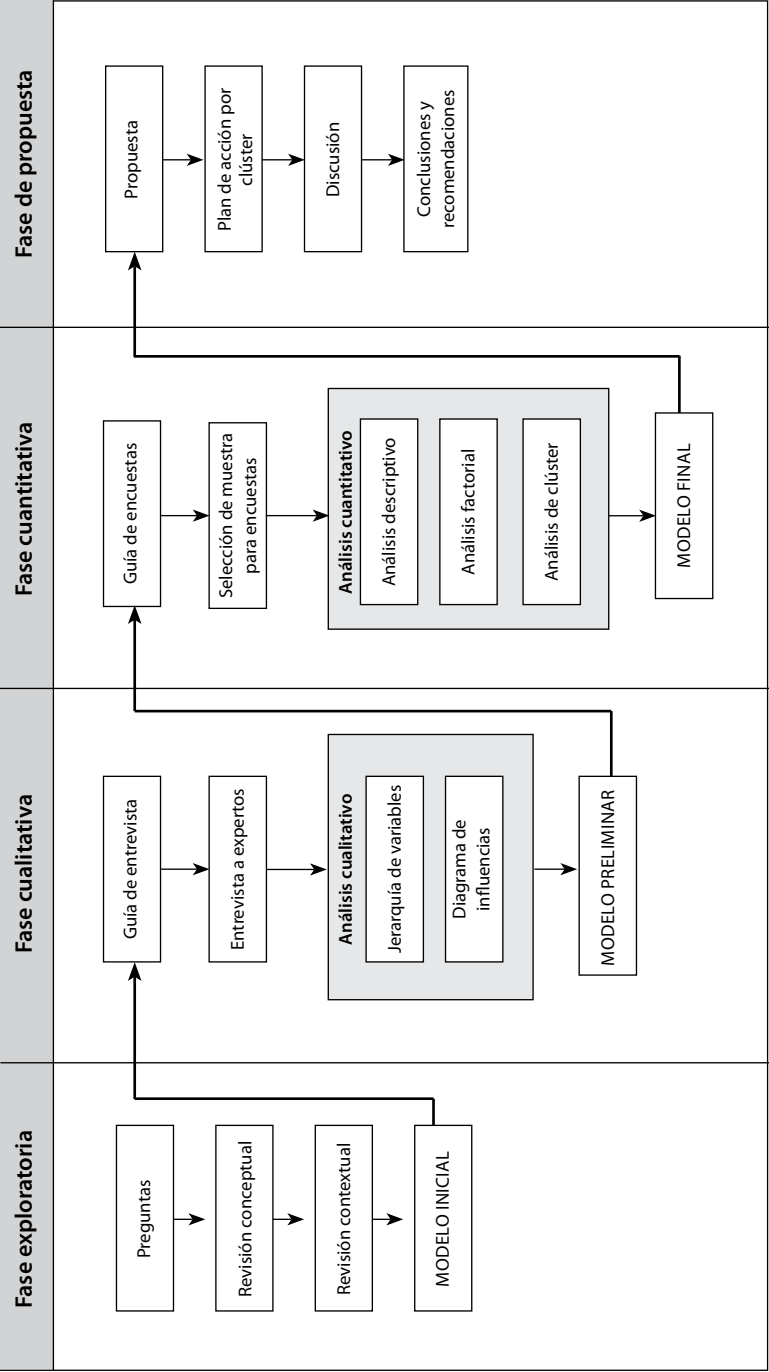 Fase exploratoria
Preguntas
Revisión conceptual
Revisión contextual
MODELO INICIAL
Fase cualitativa
Guía de entrevista
Entrevista a expertos
Análisis cualitativo
Jerarquía de variables
Diagrama de
influencias
MODELO PRELIMINAR
Fase cuantitativa
Guía de encuestas
Selección de muestra
para encuestas
Análisis cuantitativo
Análisis descriptivo
Análisis factorial
Análisis de clúster
MODELO FINAL
Fase de propuesta
Propuesta
Plan de acción por
clúster
Discusión
Conclusiones y
recomendaciones